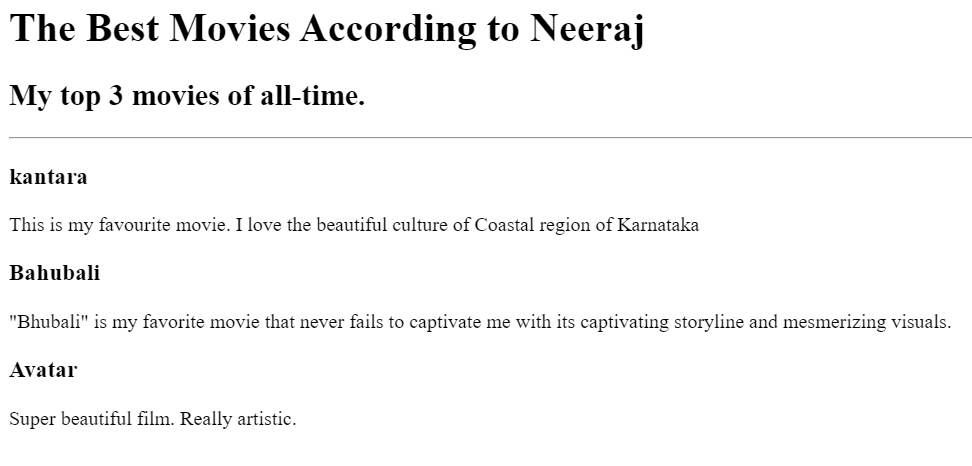 The Best Movies According to Neeraj
My top 3 movies of all-time.
kantara
This is my favourite movie. I love the beautiful culture of Coastal region of Karnataka
Bahubali
"Bhubali" is my favorite movie that never fails to captivate me with its captivating storyline and mesmerizing visuals.
Avatar
Super beautiful film. Really artistic.